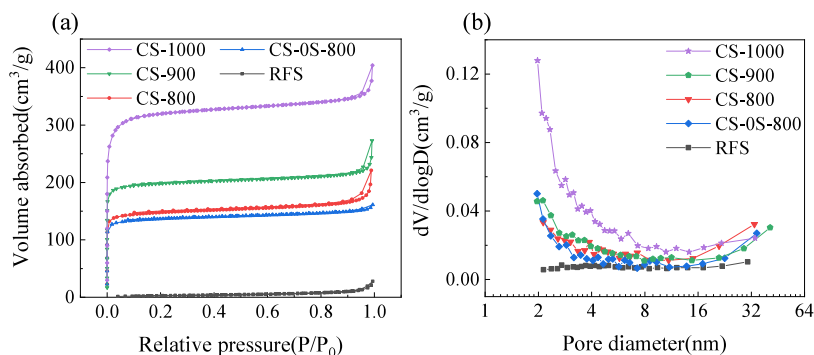 (a)
CS-1000
CS-0S-800
CS-900
RFS
CS-800
400
300
200
100
0
0.0
0.2
0.4
0.6
0.8
1.0
Volume absorbed(cm³/g)
Relative pressure(P/P₀)
(b)
CS-1000
CS-900
CS-800
CS-0S-800
RFS
0.12
0.08
0.04
0.00
1
2
4
8
16
32
64
dV/dlogD(cm³/g)
Pore diameter(nm)